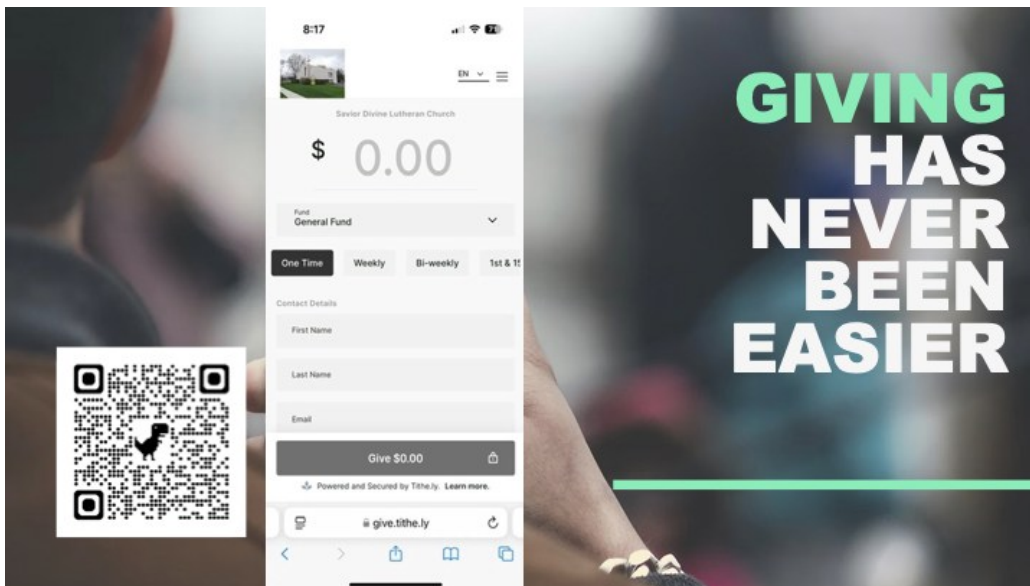 8:17
EN
Savior Divine Lutheran Church
$ 0.00
Fund
General Fund
One Time Weekly Bi-weekly 1st & 15
Contact Details
First Name
Last Name
Email
Give $0.00
Powered and Secured by Tithe.ly. Learn more.
give.tithe.ly
GIVING
HAS
NEVER
BEEN
EASIER